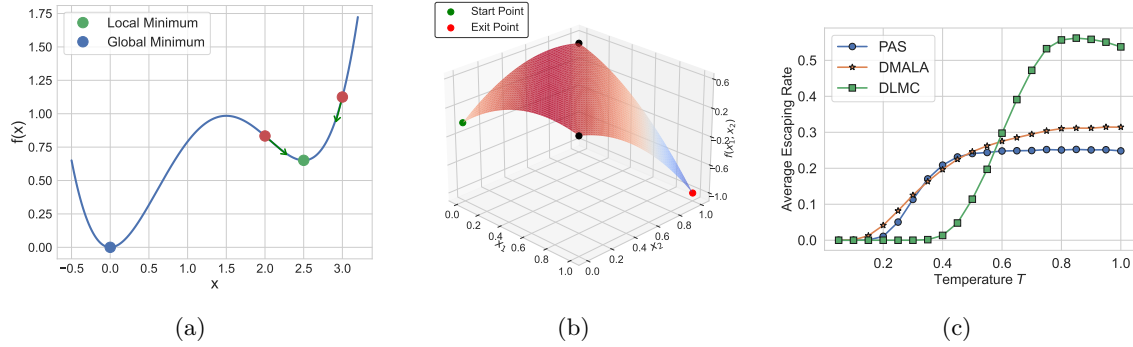 Local Minimum
Global Minimum
f(x)
1.75
1.50
1.25
1.00
0.75
0.50
0.25
0.00
−0.5 0.0 0.5 1.0 1.5 2.0 2.5 3.0
x
(a)
Start Point
Exit Point
0.6
0.2
−0.2
−0.6
−1.0
f(x₁, x₂)
0.0 0.2 0.4 0.6 0.8 1.0
x₂
0.0 0.2 0.4 0.6 0.8 1.0
x₂
(b)
PAS
DMALA
DLMC
Average Escaping Rate
0.5
0.4
0.3
0.2
0.1
0.0
0.2 0.4 0.6 0.8 1.0
Temperature T
(c)